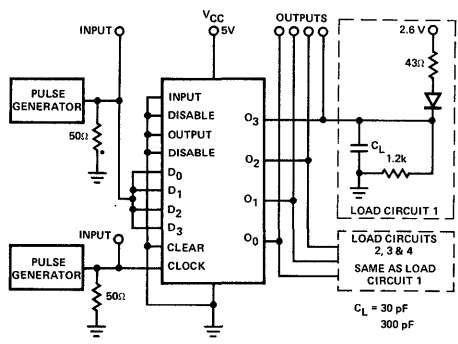 INPUT
VCC
5V
OUTPUTS
2.6 V
43Ω
PULSE
GENERATOR
50Ω
INPUT
DISABLE
OUTPUT
DISABLE
D0
D1
D2
D3
CLEAR
CLOCK
O3
O2
O1
O0
CL
1.2k
LOAD CIRCUIT 1
INPUT
PULSE
GENERATOR
50Ω
LOAD CIRCUITS
2, 3 & 4
SAME AS LOAD
CIRCUIT 1
CL = 30 pF
300 pF